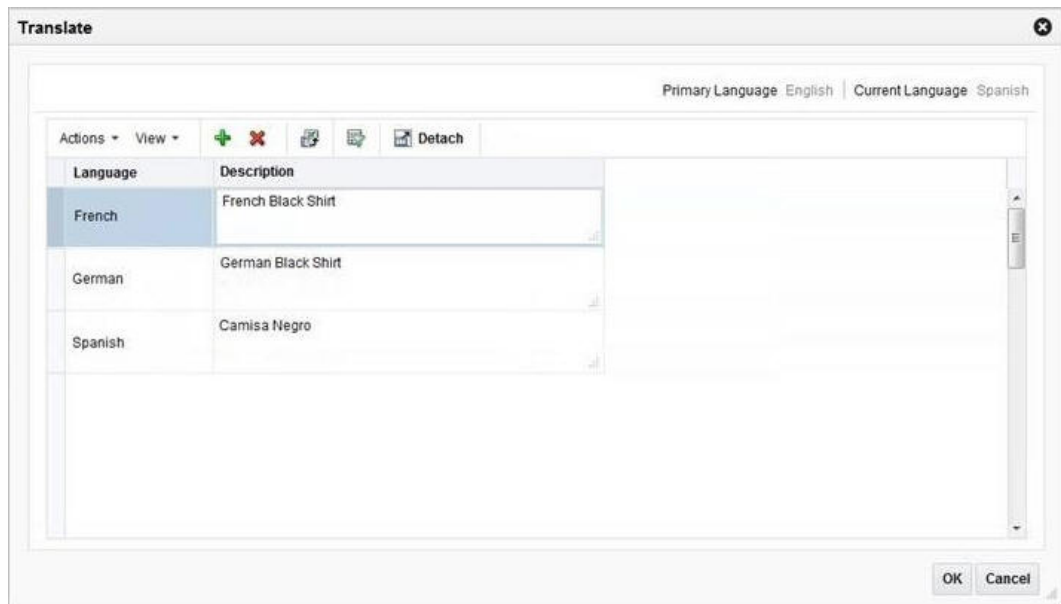 Translate
Primary Language English Current Language Spanish
Actions View Detach
Language Description
French French Black Shirt
German German Black Shirt
Spanish Camisa Negro
OK Cancel